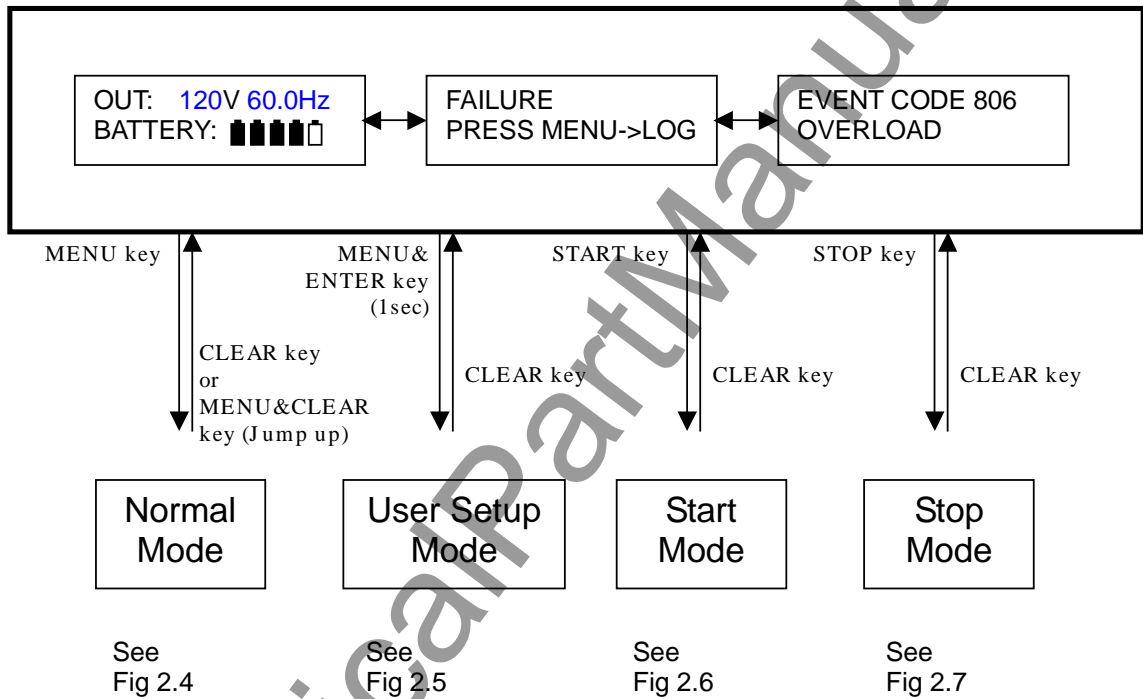 OUT: 120V 60.0Hz
BATTERY:
FAILURE
PRESS MENU->LOG
EVENT CODE 806
OVERLOAD
MENU key
CLEAR key
or
MENU&CLEAR
key (Jump up)
MENU&
ENTER key
(1sec)
CLEAR key
START key
CLEAR key
STOP key
CLEAR key
Normal
Mode
User Setup
Mode
Start
Mode
Stop
Mode
See
Fig 2.4
See
Fig 2.5
See
Fig 2.6
See
Fig 2.7